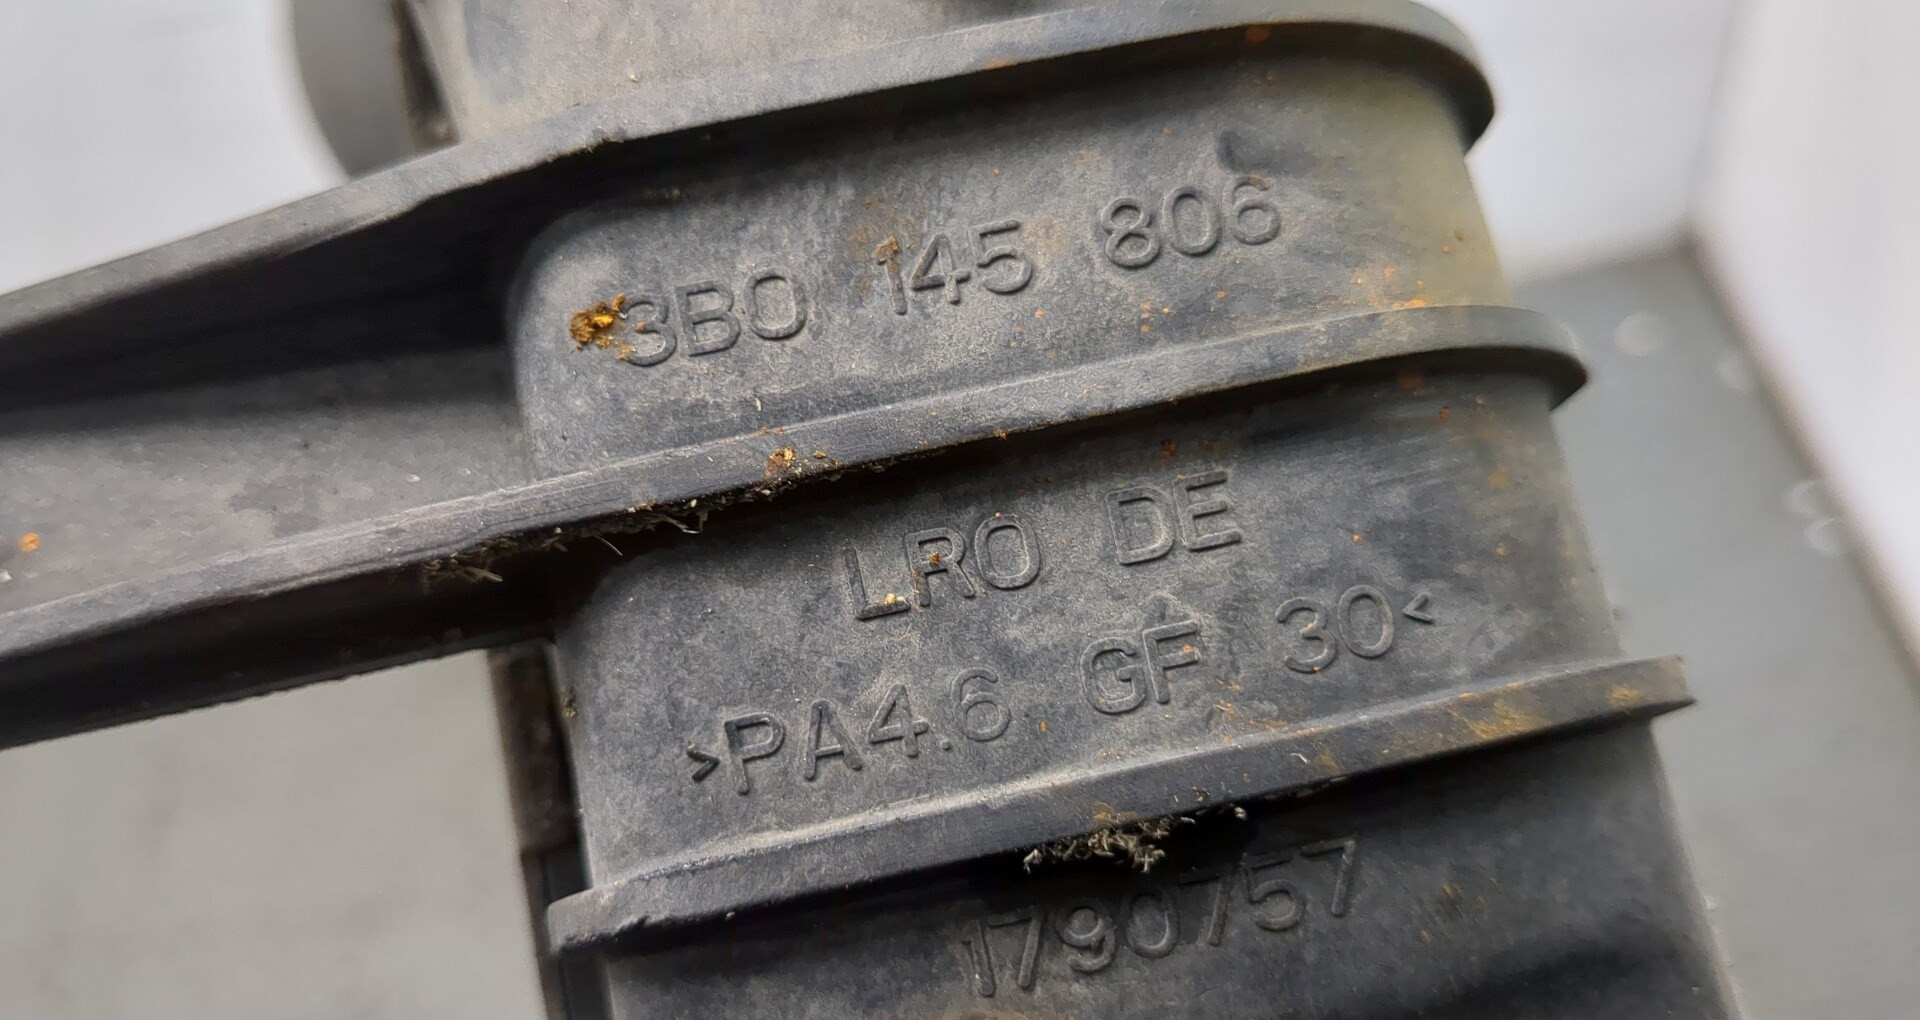 3B0 145 806
LRO DE
>PA4.6 GF 30<
1790757